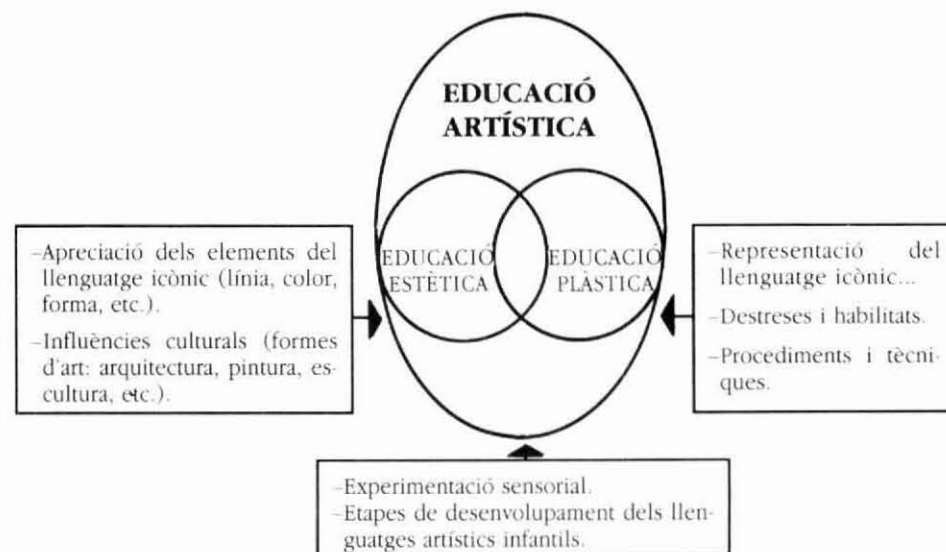 EDUCACIÓ
ARTÍSTICA
EDUCACIÓ
ESTÈTICA
EDUCACIÓ
PLÀSTICA
–Apreciació dels elements del
llenguatge icònic (línia, color,
forma, etc.).
–Influències culturals (formes
d'art: arquitectura, pintura, es-
cultura, etc.).
–Representació del
llenguatge icònic...
–Destreses i habilitats.
–Procediments i tècni-
ques.
–Experimentació sensorial.
–Etapes de desenvolupament dels llen-
guatges artístics infantils.